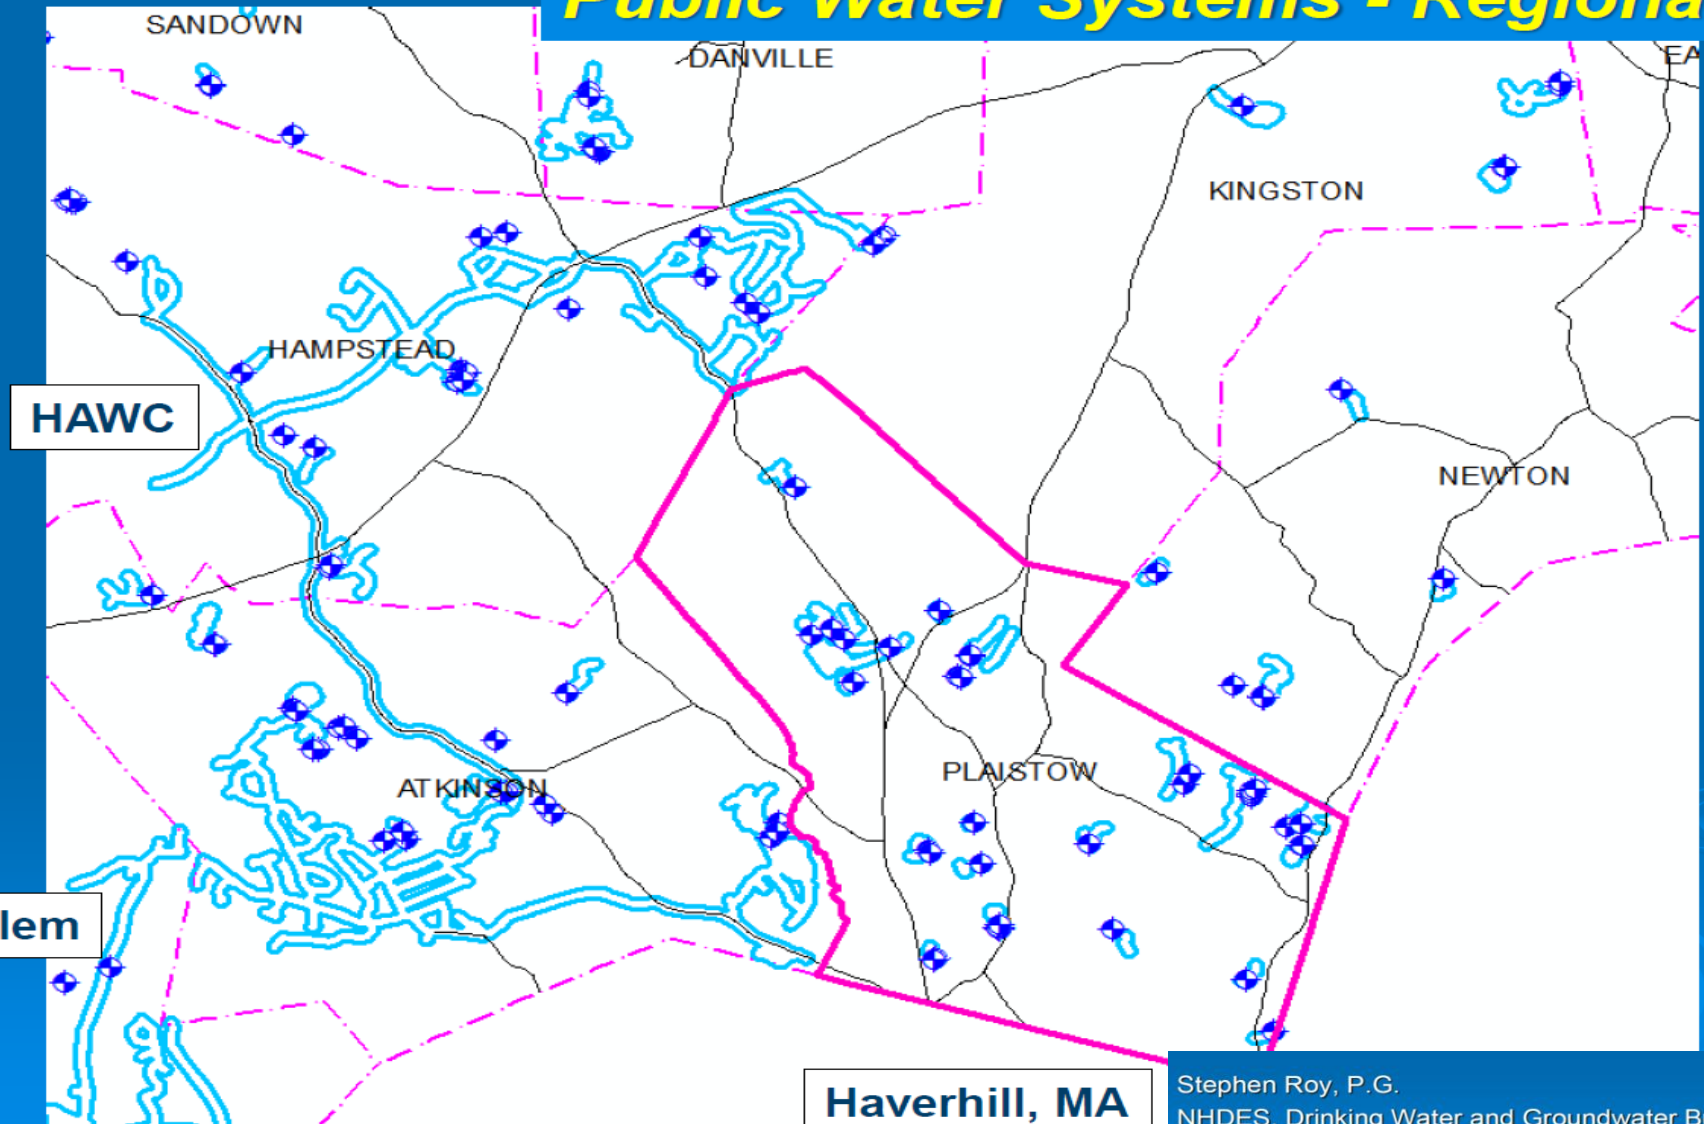 Public Water Systems - Regiona
SANDOWN
DANVILLE
EA
KINGSTON
HAMPSTEAD
HAWC
NEWTON
PLAISTOW
ATKINSON
lem
Haverhill, MA
Stephen Roy, P.G.
NHDES, Drinking Water and Groundwater B